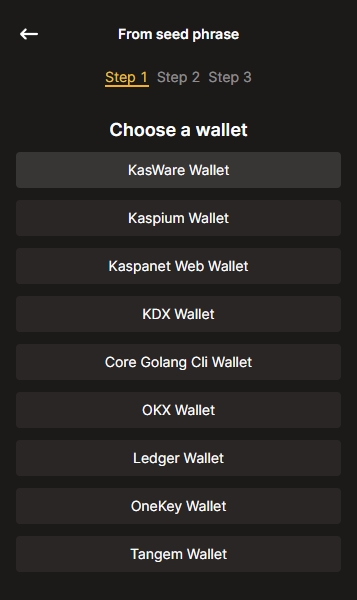 From seed phrase
Step 1 Step 2 Step 3
Choose a wallet
KasWare Wallet
Kaspium Wallet
Kaspanet Web Wallet
KDX Wallet
Core Golang Cli Wallet
OKX Wallet
Ledger Wallet
OneKey Wallet
Tangem Wallet